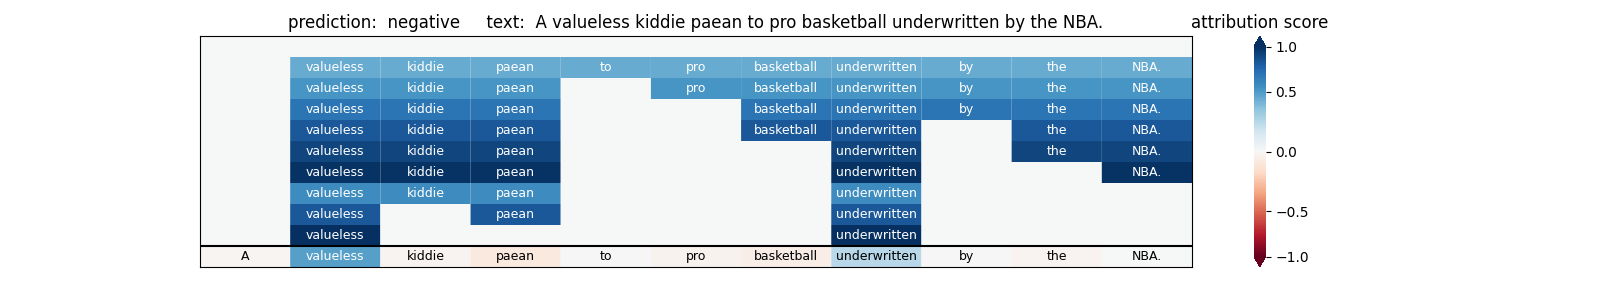 prediction: negative text: A valueless kiddie paean to pro basketball underwritten by the NBA. attribution score
valueless kiddie paean to pro basketball underwritten by the NBA.
valueless kiddie paean pro basketball underwritten by the NBA.
valueless kiddie paean basketball underwritten by the NBA.
valueless kiddie paean basketball underwritten the NBA.
valueless kiddie paean underwritten the NBA.
valueless kiddie paean underwritten NBA.
valueless kiddie paean underwritten
valueless paean underwritten
valueless underwritten
A valueless kiddie paean to pro basketball underwritten by the NBA.
1.0
0.5
0.0
−0.5
−1.0